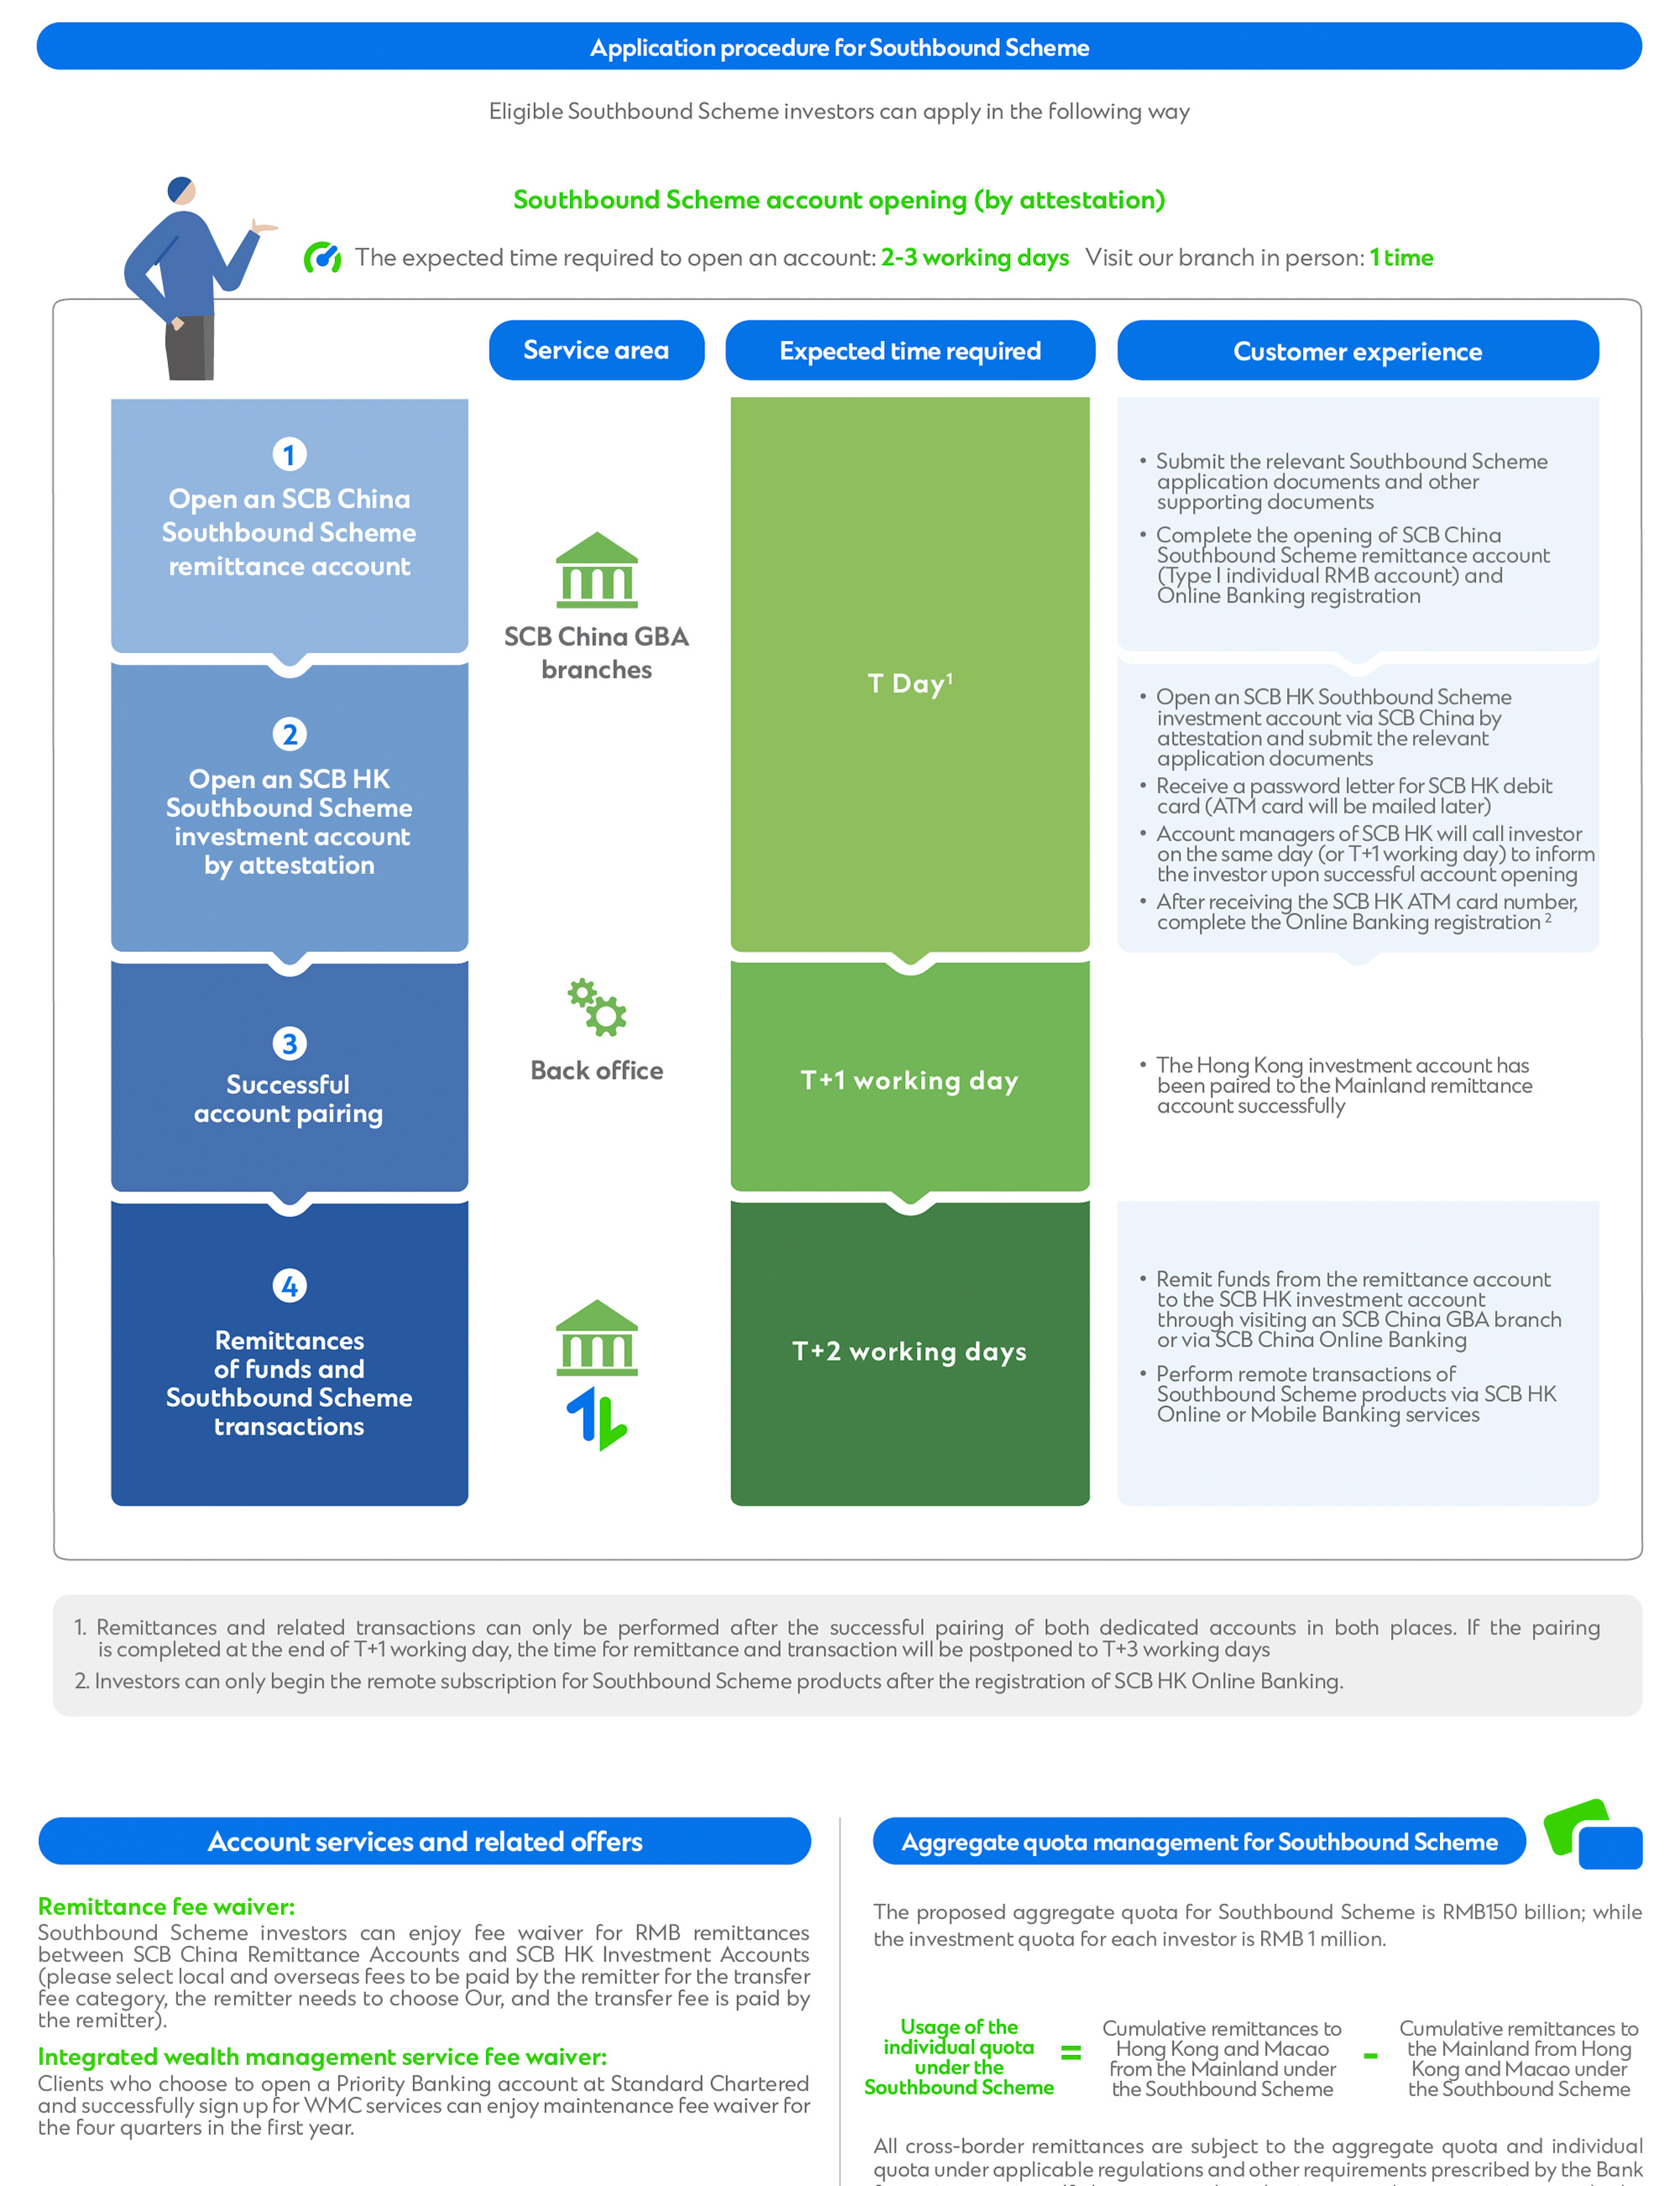 Application procedure for Southbound Scheme
Eligible Southbound Scheme investors can apply in the following way
Southbound Scheme account opening (by attestation)
The expected time required to open an account: 2-3 working days Visit our branch in person: 1 time
Service area
Expected time required
Customer experience
1
Open an SCB China
Southbound Scheme
remittance account
SCB China GBA
branches
T Day¹
• Submit the relevant Southbound Scheme
application documents and other
supporting documents
• Complete the opening of SCB China
Southbound Scheme remittance account
(Type I individual RMB account) and
Online Banking registration
2
Open an SCB HK
Southbound Scheme
investment account
by attestation
• Open an SCB HK Southbound Scheme
investment account via SCB China by
attestation and submit the relevant
application documents
• Receive a password letter for SCB HK debit
card (ATM card will be mailed later)
• Account managers of SCB HK will call investor
on the same day (or T+1 working day) to inform
the investor upon successful account opening
• After receiving the SCB HK ATM card number,
complete the Online Banking registration ²
3
Successful
account pairing
Back office
T+1 working day
• The Hong Kong investment account has
been paired to the Mainland remittance
account successfully
4
Remittances
of funds and
Southbound Scheme
transactions
T+2 working days
• Remit funds from the remittance account
to the SCB HK investment account
through visiting an SCB China GBA branch
or via SCB China Online Banking
• Perform remote transactions of
Southbound Scheme products via SCB HK
Online or Mobile Banking services
1. Remittances and related transactions can only be performed after the successful pairing of both dedicated accounts in both places. If the pairing
is completed at the end of T+1 working day, the time for remittance and transaction will be postponed to T+3 working days
2. Investors can only begin the remote subscription for Southbound Scheme products after the registration of SCB HK Online Banking.
Account services and related offers
Remittance fee waiver:
Southbound Scheme investors can enjoy fee waiver for RMB remittances
between SCB China Remittance Accounts and SCB HK Investment Accounts
(please select local and overseas fees to be paid by the remitter for the transfer
fee category, the remitter needs to choose Our, and the transfer fee is paid by
the remitter).
Integrated wealth management service fee waiver:
Clients who choose to open a Priority Banking account at Standard Chartered
and successfully sign up for WMC services can enjoy maintenance fee waiver for
the four quarters in the first year.
Aggregate quota management for Southbound Scheme
The proposed aggregate quota for Southbound Scheme is RMB150 billion; while
the investment quota for each investor is RMB 1 million.
Usage of the
individual quota
under the
Southbound Scheme
=
Cumulative remittances to
Hong Kong and Macao
from the Mainland under
the Southbound Scheme
-
Cumulative remittances to
the Mainland from Hong
Kong and Macao under
the Southbound Scheme
All cross-border remittances are subject to the aggregate quota and individual
quota under applicable regulations and other requirements prescribed by the Bank